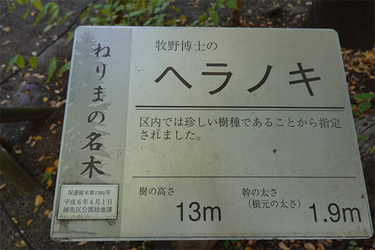 ねりまの名木
牧野博士の
ヘラノキ
区内では珍しい樹種であることから指定
されました。
保護樹木第1391号
平成6年4月1日
練馬区公園緑地課
樹の高さ
13m
幹の太さ
(根元の太さ)
1.9m